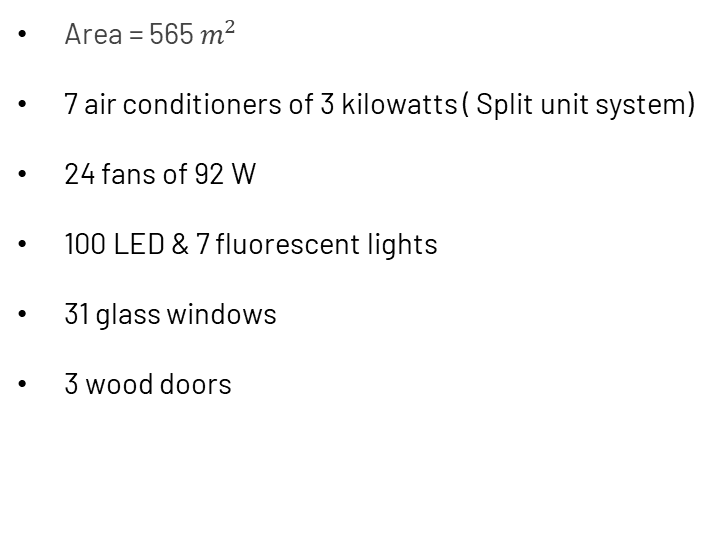 • Area = 565 m²
• 7 air conditioners of 3 kilowatts ( Split unit system)
• 24 fans of 92 W
• 100 LED & 7 fluorescent lights
• 31 glass windows
• 3 wood doors